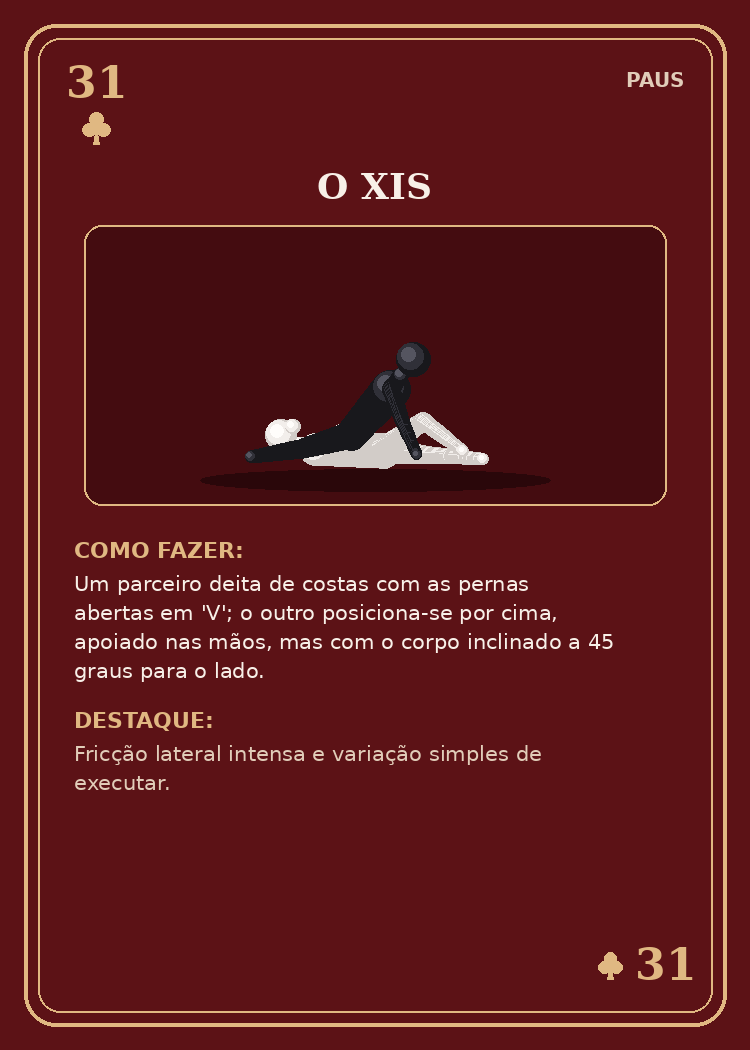 31
PAUS
O XIS
COMO FAZER:
Um parceiro deita de costas com as pernas
abertas em 'V'; o outro posiciona-se por cima,
apoiado nas mãos, mas com o corpo inclinado a 45
graus para o lado.
DESTAQUE:
Fricção lateral intensa e variação simples de
executar.
31